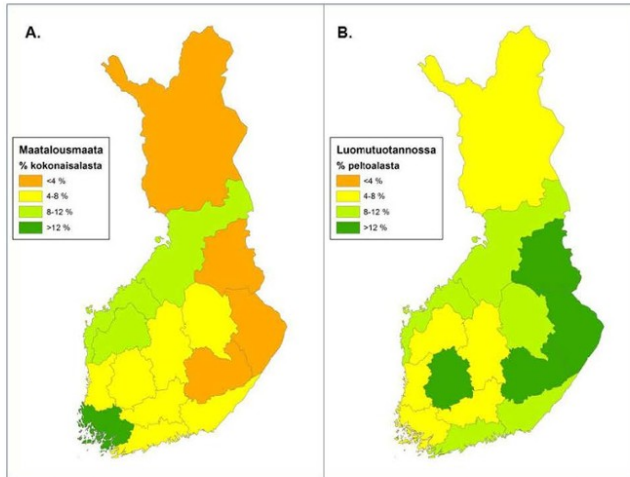 A.
Maatalousmaata
% kokonaisalasta
<4 %
4-8 %
8-12 %
>12 %
B.
Luomutuotannossa
% peltoalasta
<4 %
4-8 %
8-12 %
>12 %